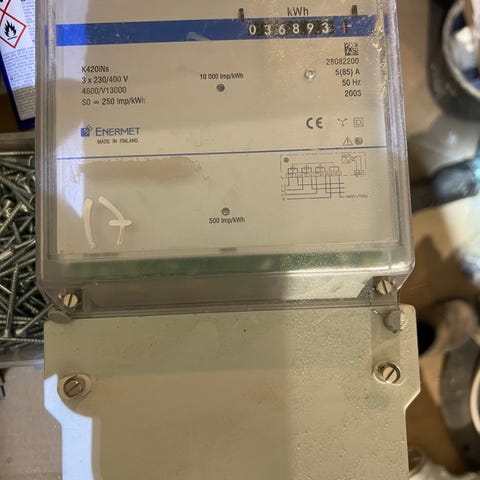 kWh
036893
K420INs
28082200
3 x 230/400 V
10 000 imp/kWh
5(85) A
4600/V13000
50 Hz
S0 = 250 imp/kWh
2003
ENERMET
CE
MADE IN FINLAND
17
500 imp/kWh